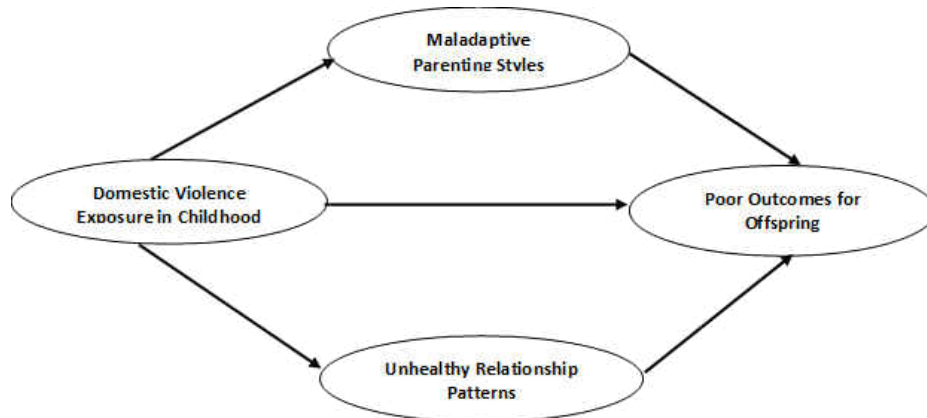 Maladaptive
Parenting Styles
Domestic Violence
Exposure in Childhood
Poor Outcomes for
Offspring
Unhealthy Relationship
Patterns